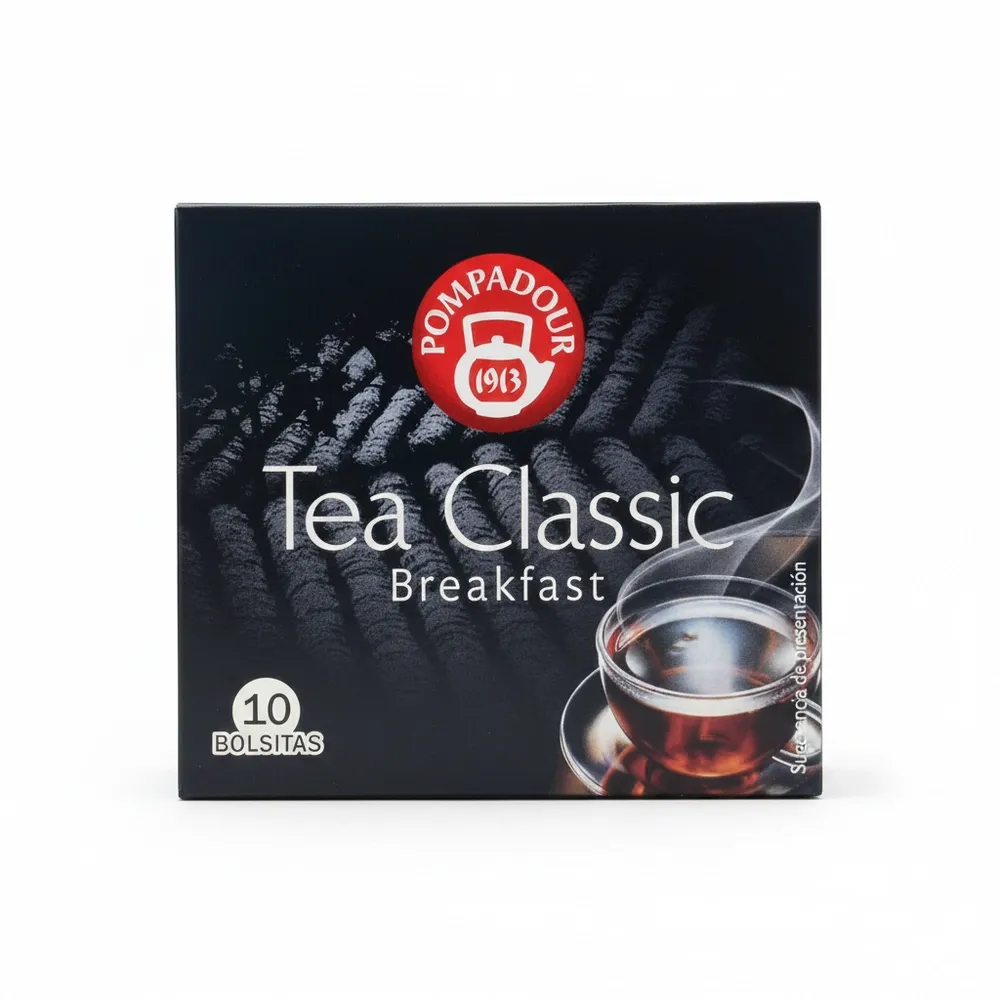 POMPADOUR
1913
Tea Classic
Breakfast
10
BOLSITAS
de presentación